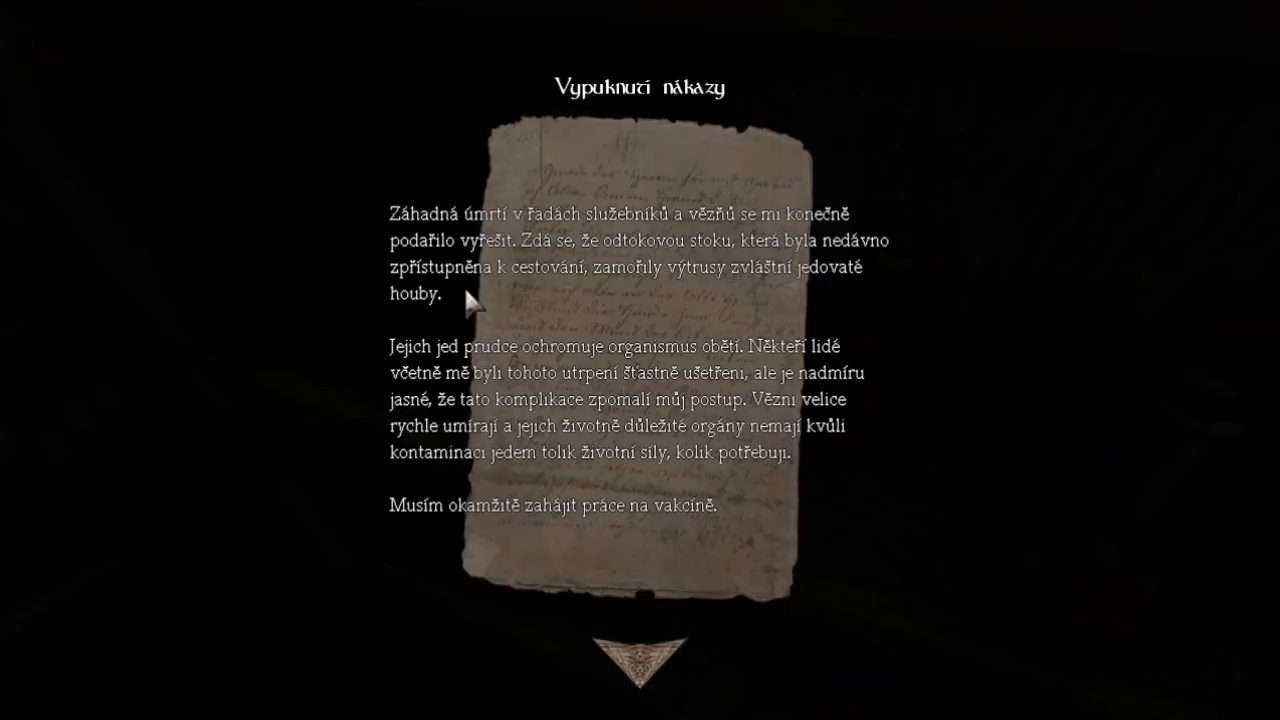 Vypuknutí nákazy
Záhadná úmrtí v řadách služebníků a vězňů se mi konečně
podařilo vyřešit. Zdá se, že odtokovou stoku, která byla nedávno
zpřístupněna k cestování, zamořily výtrusy zvláštní jedovaté
houby.
Jejich jed prudce ochromuje organismus obětí. Někteří lidé
včetně mě byli tohoto utrpení šťastně ušetřeni, ale je nadmíru
jasné, že tato komplikace zpomalí můj postup. Vězni velice
rychle umírají a jejich životně důležité orgány nemají kvůli
kontaminaci jedem tolik životní síly, kolik potřebuji.
Musím okamžitě zahájit práce na vakcíně.